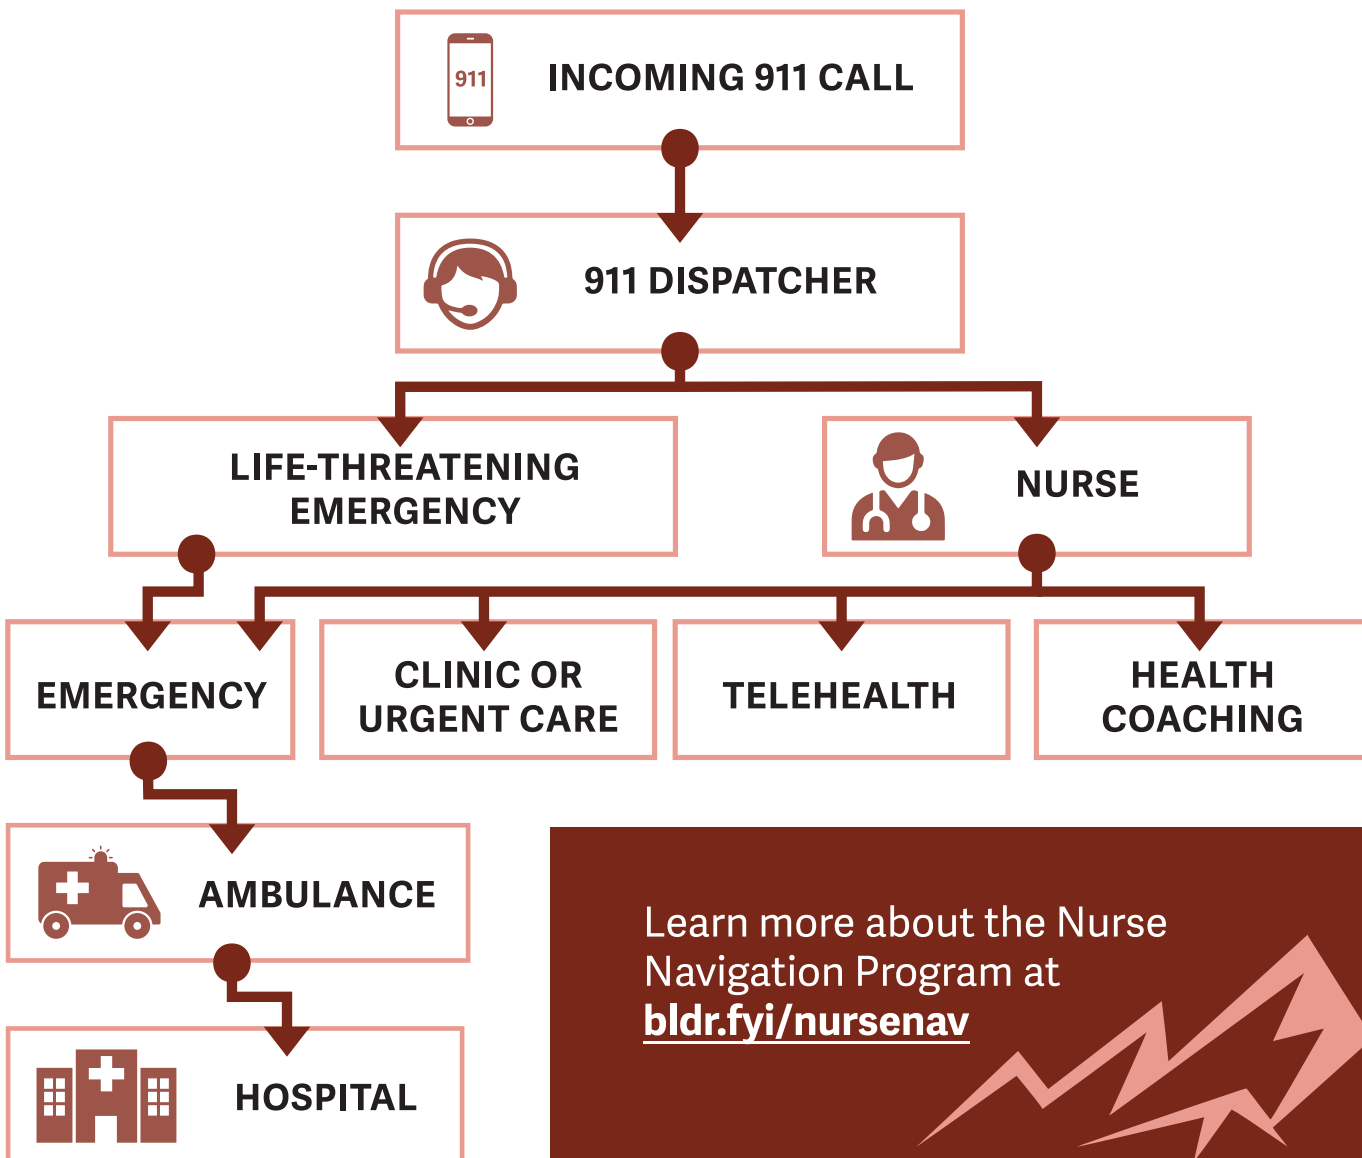 911
INCOMING 911 CALL
911 DISPATCHER
LIFE-THREATENING
EMERGENCY
NURSE
EMERGENCY
CLINIC OR
URGENT CARE
TELEHEALTH
HEALTH
COACHING
AMBULANCE
HOSPITAL
Learn more about the Nurse
Navigation Program at
bldr.fyi/nursenav